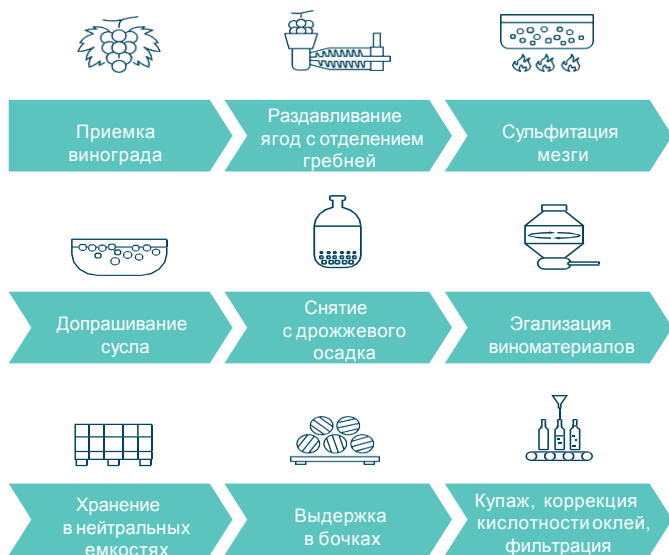 Приемка
винограда
Раздавливание
ягод с отделением
гребней
Сульфитация
мезги
Допрашивание
сусла
Снятие
с дрожжевого
осадка
Эгализация
виноматериалов
Хранение
в нейтральных
емкостях
Выдержка
в бочках
Купаж, коррекция
кислотности оклей,
фильтрация